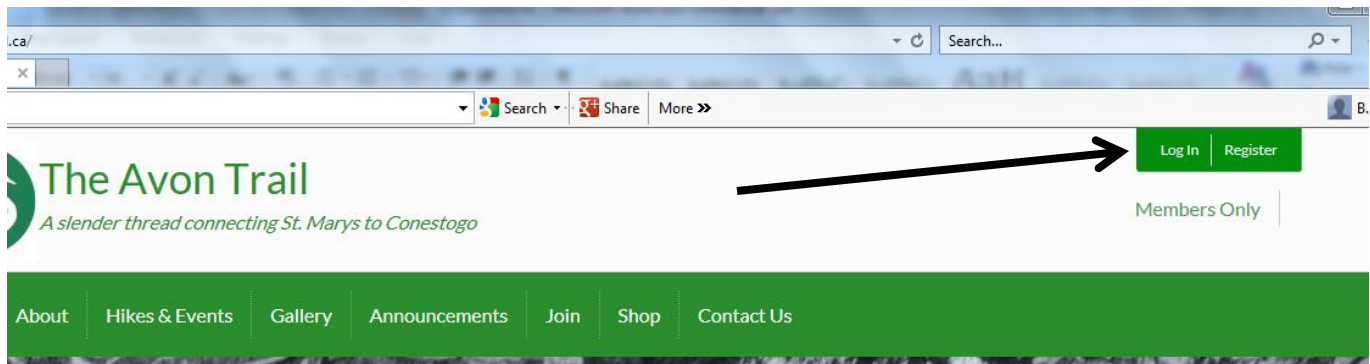 .ca/
Search...
Search
Share
More »
B.
Log In
Register
The Avon Trail
A slender thread connecting St. Marys to Conestogo
Members Only
About
Hikes & Events
Gallery
Announcements
Join
Shop
Contact Us